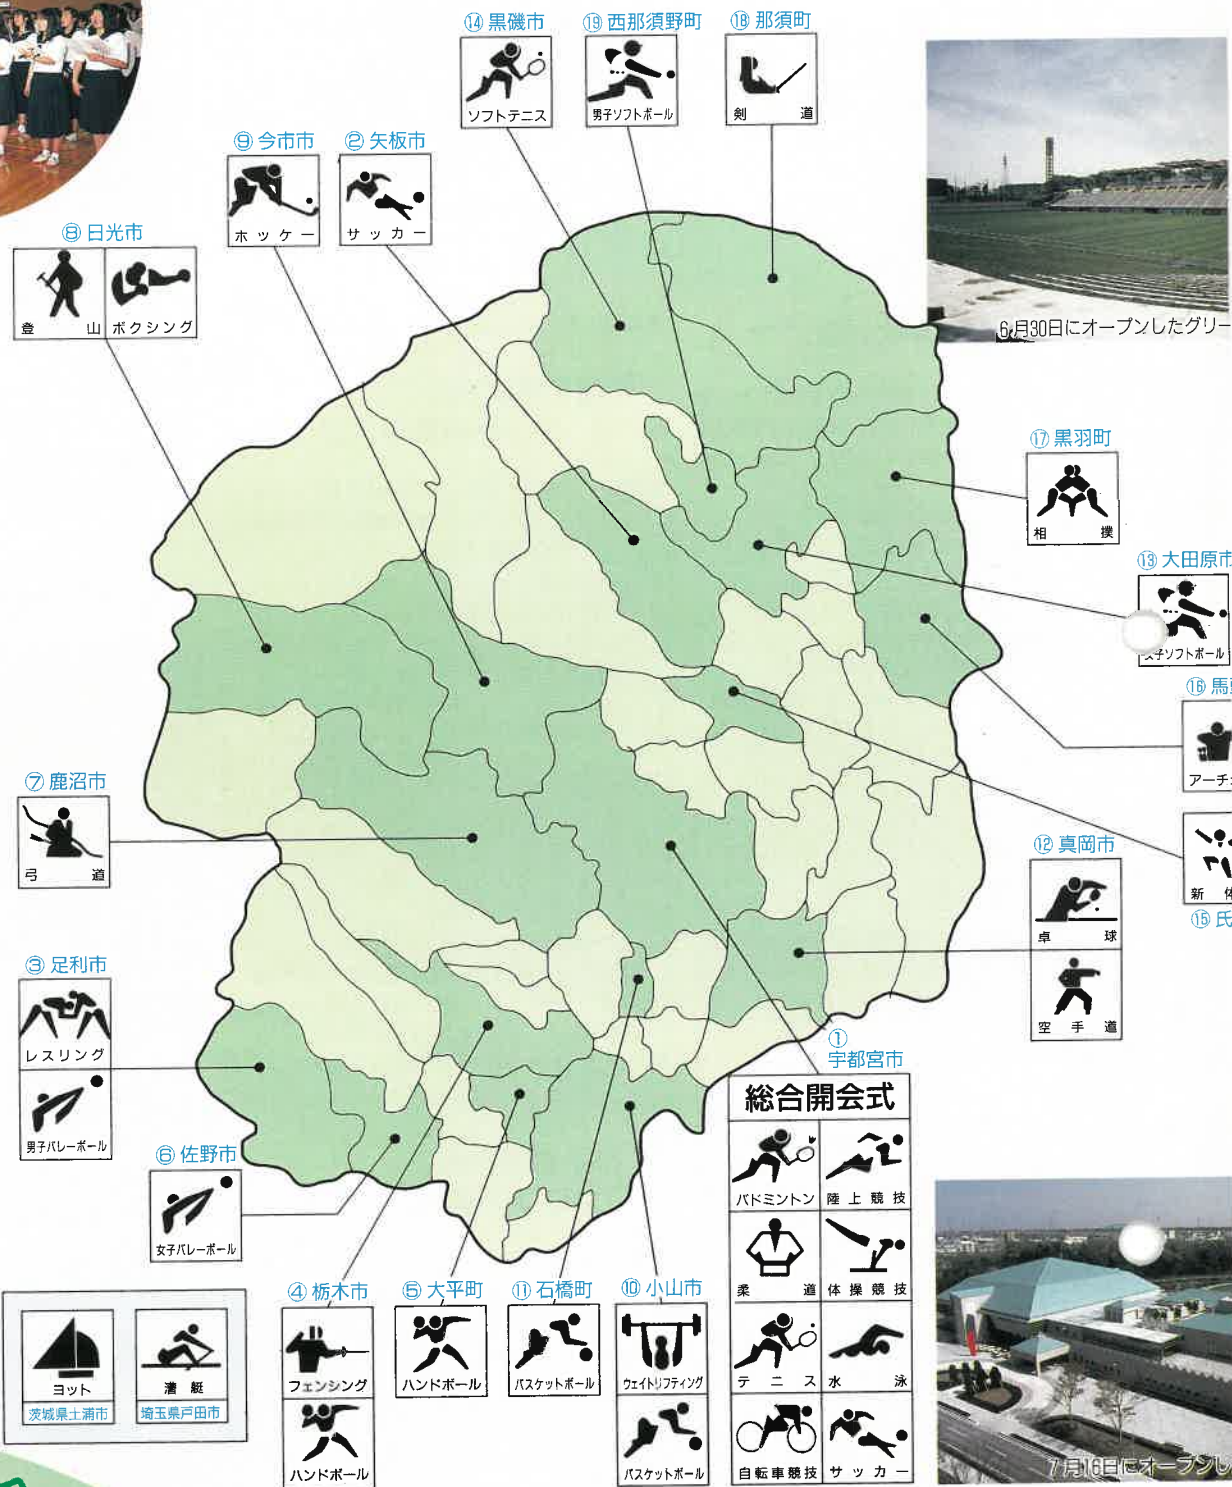 ⑭ 黒磯市
ソフトテニス
⑲ 西那須野町
男子ソフトボール
⑱ 那須町
剣道
⑨ 今市市
ホッケー
② 矢板市
サッカー
⑧ 日光市
登山
ボクシング
6月30日にオープンしたグリー
⑰ 黒羽町
相撲
⑬ 大田原市
女子ソフトボール
⑯ 馬
アーチ
⑦ 鹿沼市
弓道
⑫ 真岡市
卓球
空手道
新体
⑮ 氏
③ 足利市
レスリング
男子バレーボール
① 宇都宮市
総合開会式
バドミントン
陸上競技
柔道
体操競技
テニス
水泳
自転車競技
サッカー
⑥ 佐野市
女子バレーボール
④ 栃木市
フェンシング
ハンドボール
⑤ 大平町
ハンドボール
⑪ 石橋町
バスケットボール
⑩ 小山市
ウェイトリフティング
バスケットボール
ヨット
茨城県土浦市
漕艇
埼玉県戸田市
7月16日にオープンし